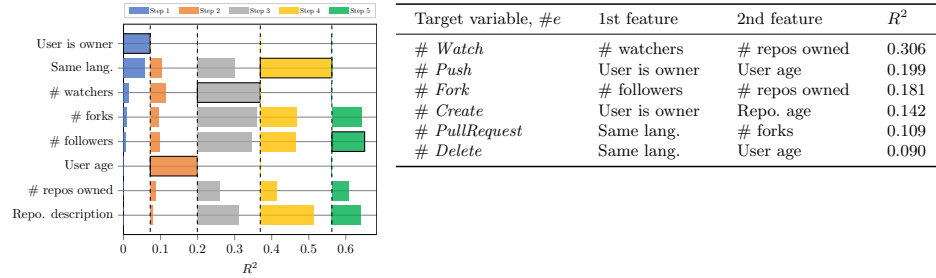 Step 1 Step 2 Step 3 Step 4 Step 5
User is owner
Same lang.
# watchers
# forks
# followers
User age
# repos owned
Repo. description
0 0.1 0.2 0.3 0.4 0.5 0.6
R²
Target variable, #e 1st feature 2nd feature R²
# Watch # watchers # repos owned 0.306
# Push User is owner User age 0.199
# Fork # followers # repos owned 0.181
# Create User is owner Repo. age 0.142
# PullRequest Same lang. # forks 0.109
# Delete Same lang. User age 0.090